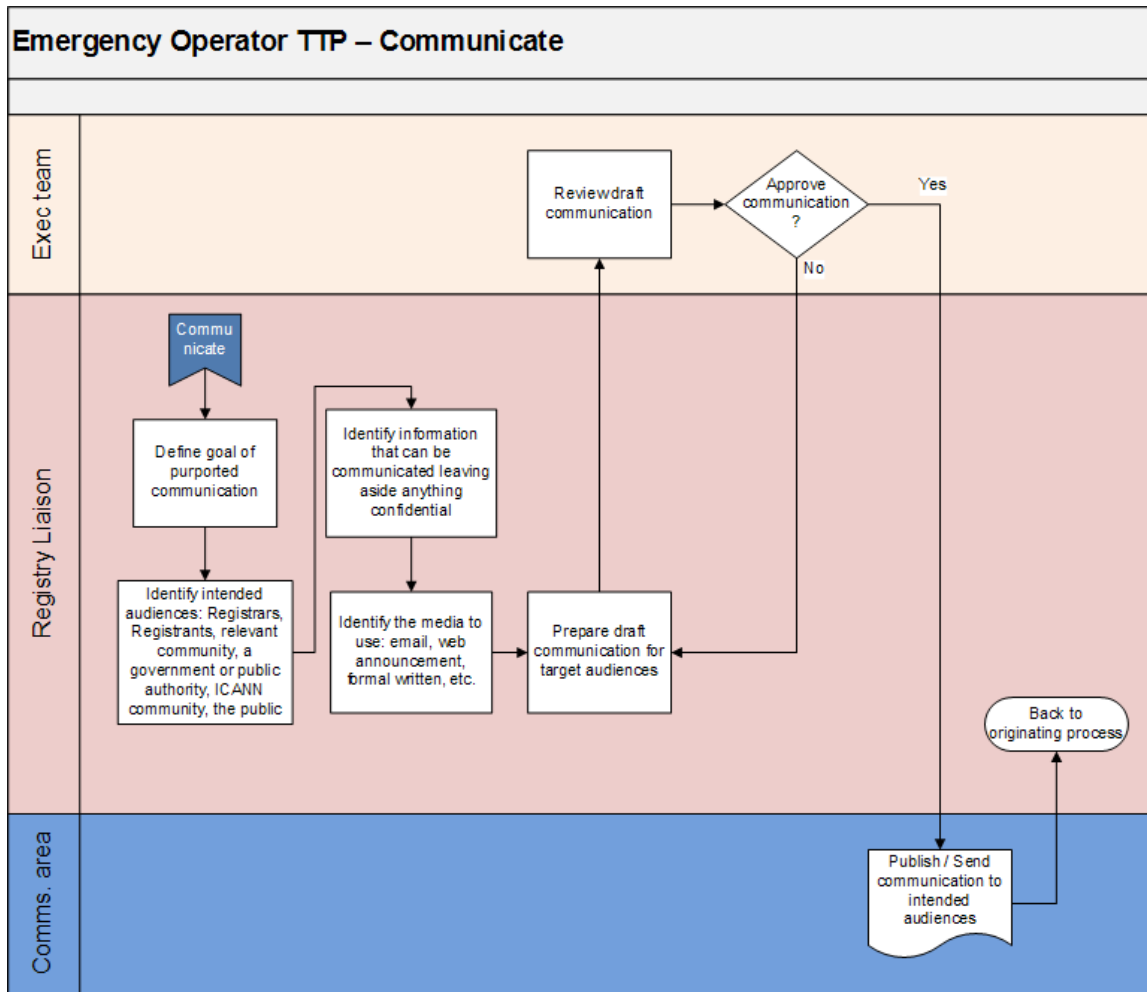 Emergency Operator TTP – Communicate
Exec team
Reviewdraft
communication
Approve
communication
?
Yes
No
Registry Liaison
Commu
nicate
Define goal of
purported
communication
Identify intended
audiences: Registrars,
Registrants, relevant
community, a
government or public
authority, ICANN
community, the public
Identify information
that can be
communicated leaving
aside anything
confidential
Identify the media to
use: email, web
announcement,
formal written, etc.
Prepare draft
communication for
target audiences
Back to
originating process
Comms. area
Publish / Send
communication to
intended
audiences